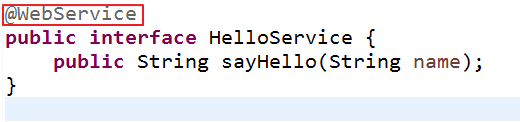 @WebService
public interface HelloService {
    public String sayHello(String name);
}